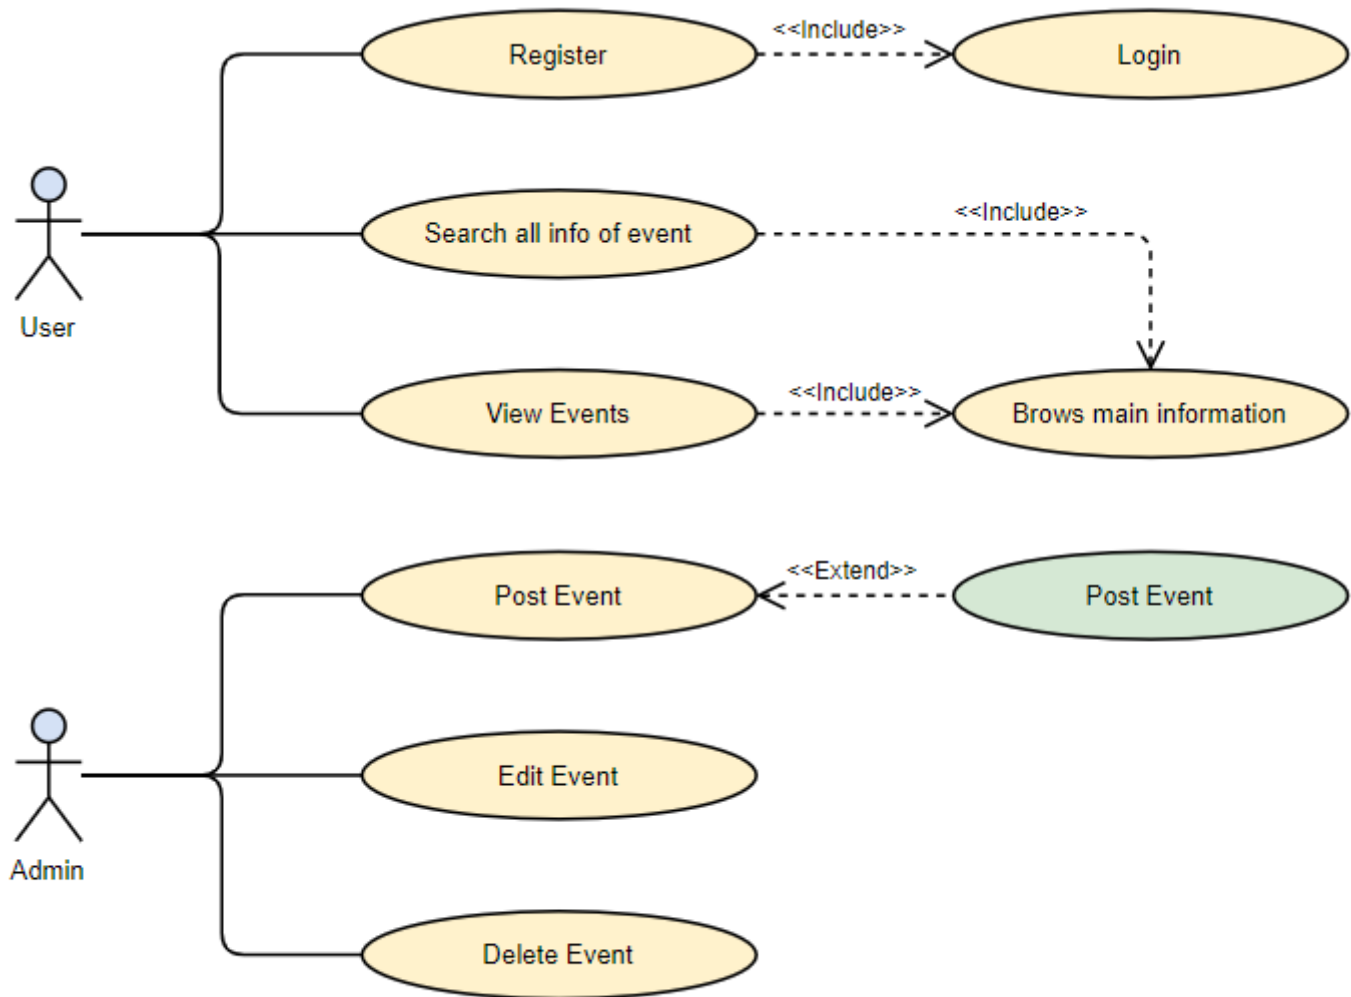 <<Include>>
Register
Login
<<Include>>
Search all info of event
User
<<Include>>
View Events
Brows main information
<<Extend>>
Post Event
Post Event
Edit Event
Admin
Delete Event